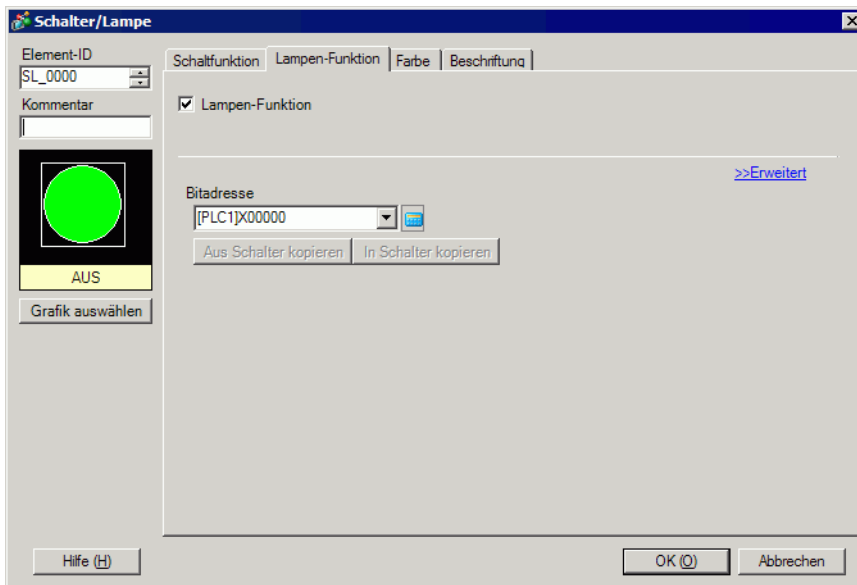 Schalter/Lampe
Element-ID
SL_0000
Kommentar
AUS
Grafik auswählen
Schaltfunktion Lampen-Funktion Farbe Beschriftung
Lampen-Funktion
>>Erweitert
Bitadresse
[PLC1]X00000
Aus Schalter kopieren In Schalter kopieren
Hilfe (H) OK (O) Abbrechen